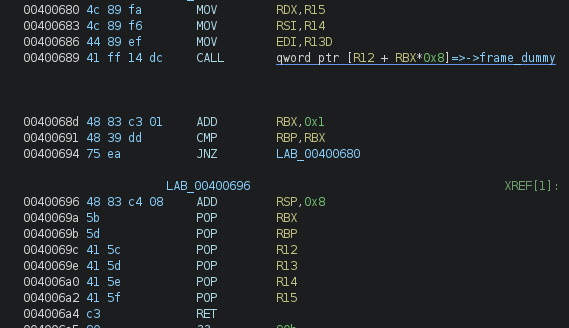 00400680 4c 89 fa MOV RDX,R15
00400683 4c 89 f6 MOV RSI,R14
00400686 44 89 ef MOV EDI,R13D
00400689 41 ff 14 dc CALL qword ptr [R12 + RBX*0x8]=>->frame_dummy
0040068d 48 83 c3 01 ADD RBX,0x1
00400691 48 39 dd CMP RBP,RBX
00400694 75 ea JNZ LAB_00400680
LAB_00400696 XREF[1]:
00400696 48 83 c4 08 ADD RSP,0x8
0040069a 5b POP RBX
0040069b 5d POP RBP
0040069c 41 5c POP R12
0040069e 41 5d POP R13
004006a0 41 5e POP R14
004006a2 41 5f POP R15
004006a4 c3 RET